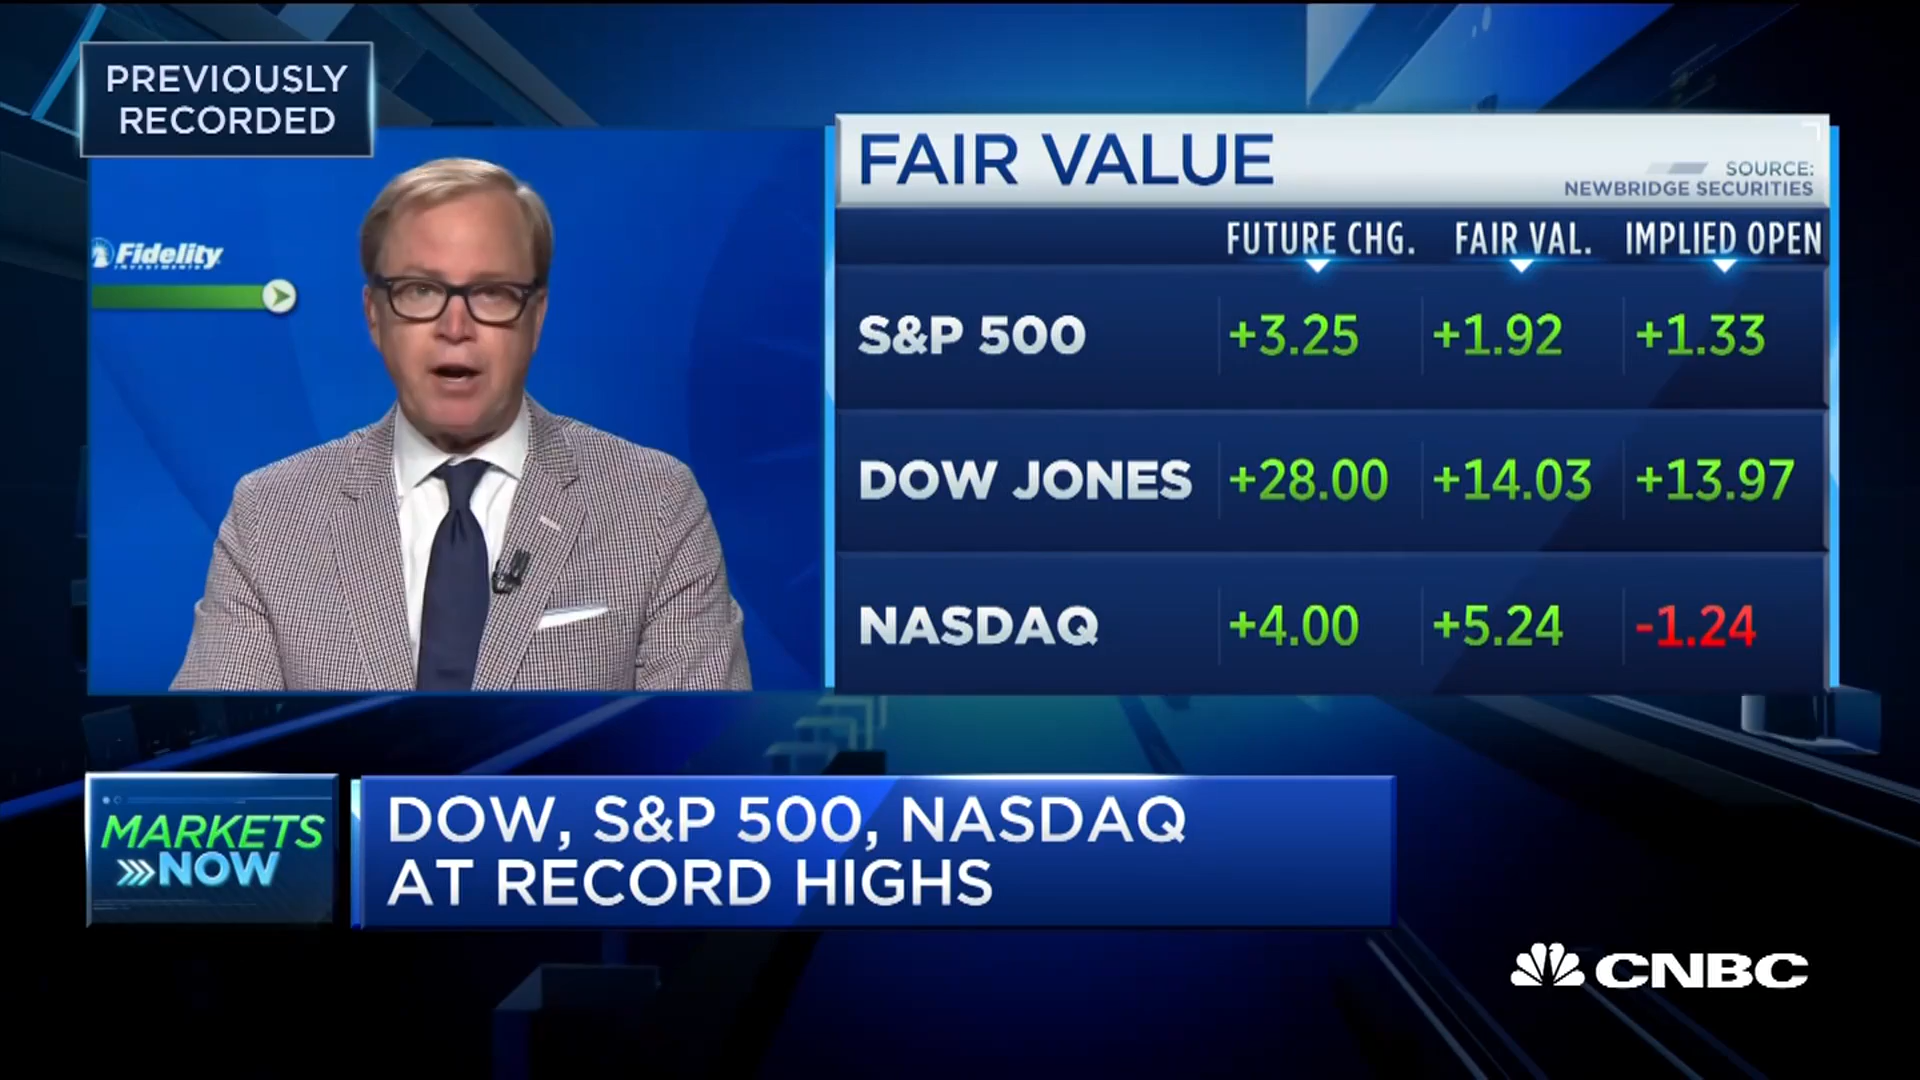 PREVIOUSLY
RECORDED
Fidelity
INVESTMENTS
FAIR VALUE
SOURCE:
NEWBRIDGE SECURITIES
FUTURE CHG. FAIR VAL. IMPLIED OPEN
S&P 500 +3.25 +1.92 +1.33
DOW JONES +28.00 +14.03 +13.97
NASDAQ +4.00 +5.24 -1.24
MARKETS
NOW
DOW, S&P 500, NASDAQ
AT RECORD HIGHS
CNBC